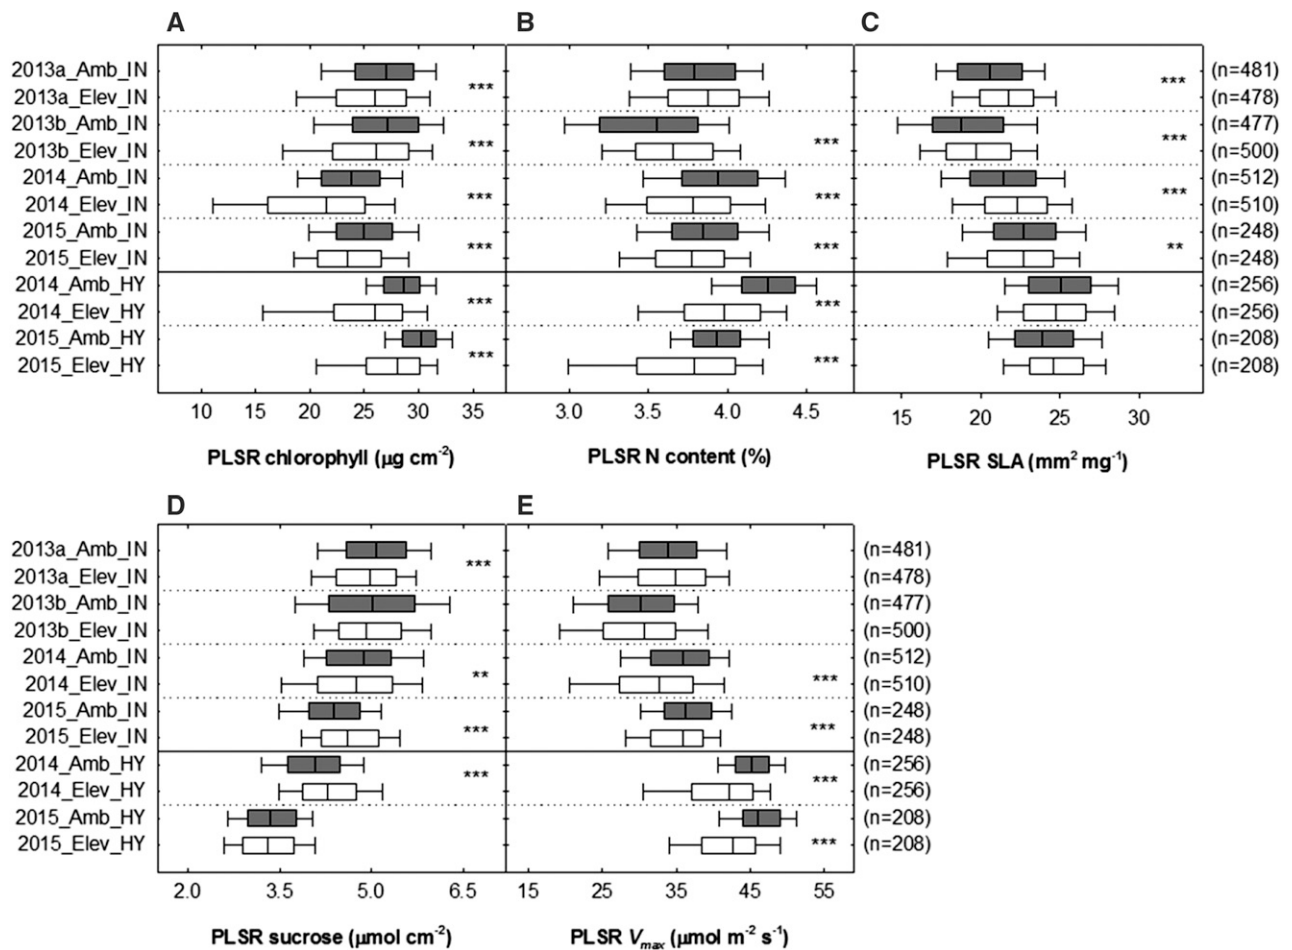 A B C
2013a_Amb_IN *** *** (n=481)
2013a_Elev_IN (n=478)
2013b_Amb_IN *** *** *** (n=477)
2013b_Elev_IN (n=500)
2014_Amb_IN *** *** *** (n=512)
2014_Elev_IN (n=510)
2015_Amb_IN *** *** ** (n=248)
2015_Elev_IN (n=248)
2014_Amb_HY *** *** (n=256)
2014_Elev_HY (n=256)
2015_Amb_HY *** *** (n=208)
2015_Elev_HY (n=208)
10 15 20 25 30 35 3.0 3.5 4.0 4.5 15 20 25 30
PLSR chlorophyll (µg cm⁻²) PLSR N content (%) PLSR SLA (mm² mg⁻¹)
D E
2013a_Amb_IN *** (n=481)
2013a_Elev_IN (n=478)
2013b_Amb_IN (n=477)
2013b_Elev_IN (n=500)
2014_Amb_IN ** *** (n=512)
2014_Elev_IN (n=510)
2015_Amb_IN *** *** (n=248)
2015_Elev_IN (n=248)
2014_Amb_HY *** *** (n=256)
2014_Elev_HY (n=256)
2015_Amb_HY (n=208)
2015_Elev_HY *** (n=208)
2.0 3.5 5.0 6.5 15 25 35 45 55
PLSR sucrose (µmol cm⁻²) PLSR Vmax (µmol m⁻² s⁻¹)